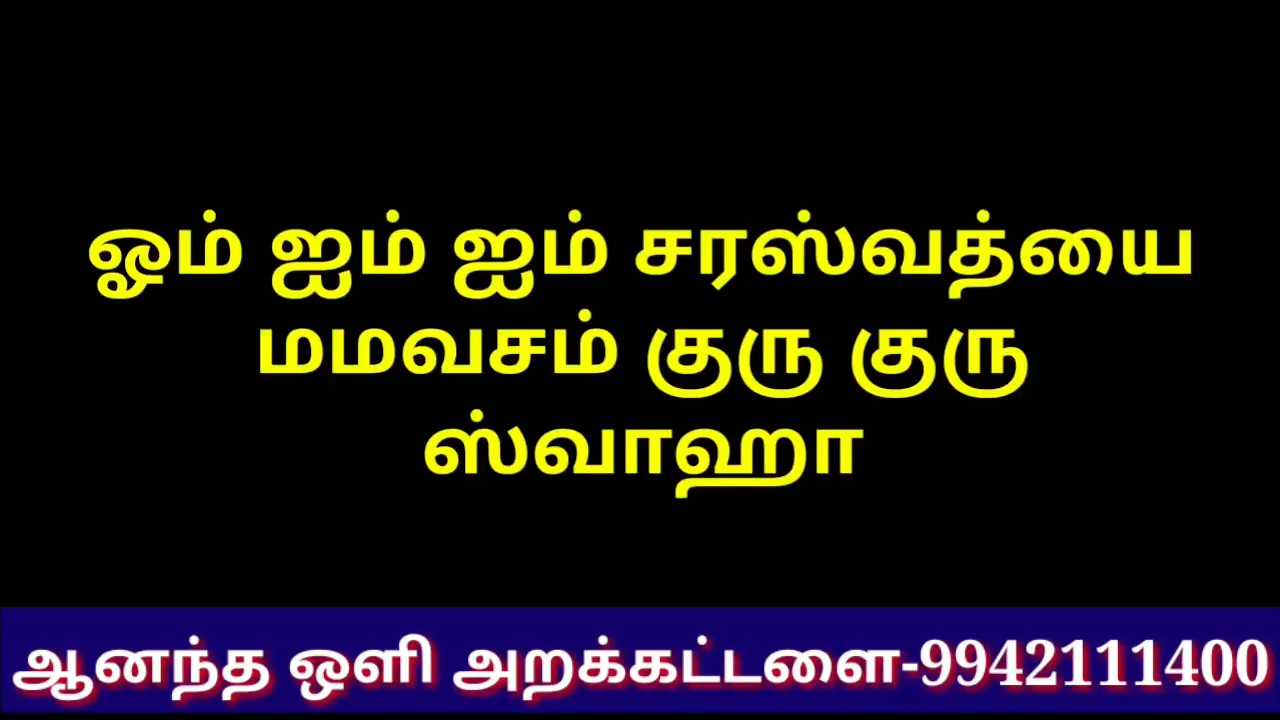 ஓம் ஐம் ஐம் சரஸ்வத்யை
மமவசம் குரு குரு
ஸ்வாஹா
ஆனந்த ஒளி அறக்கட்டளை-9942111400